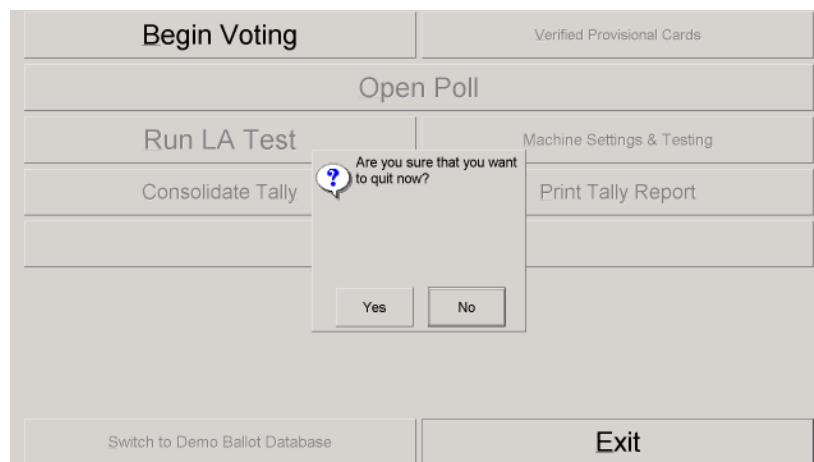 Begin Voting
Verified Provisional Cards
Open Poll
Run LA Test
Machine Settings & Testing
Are you sure that you want
to quit now?
Consolidate Tally
Print Tally Report
Yes
No
Switch to Demo Ballot Database
Exit